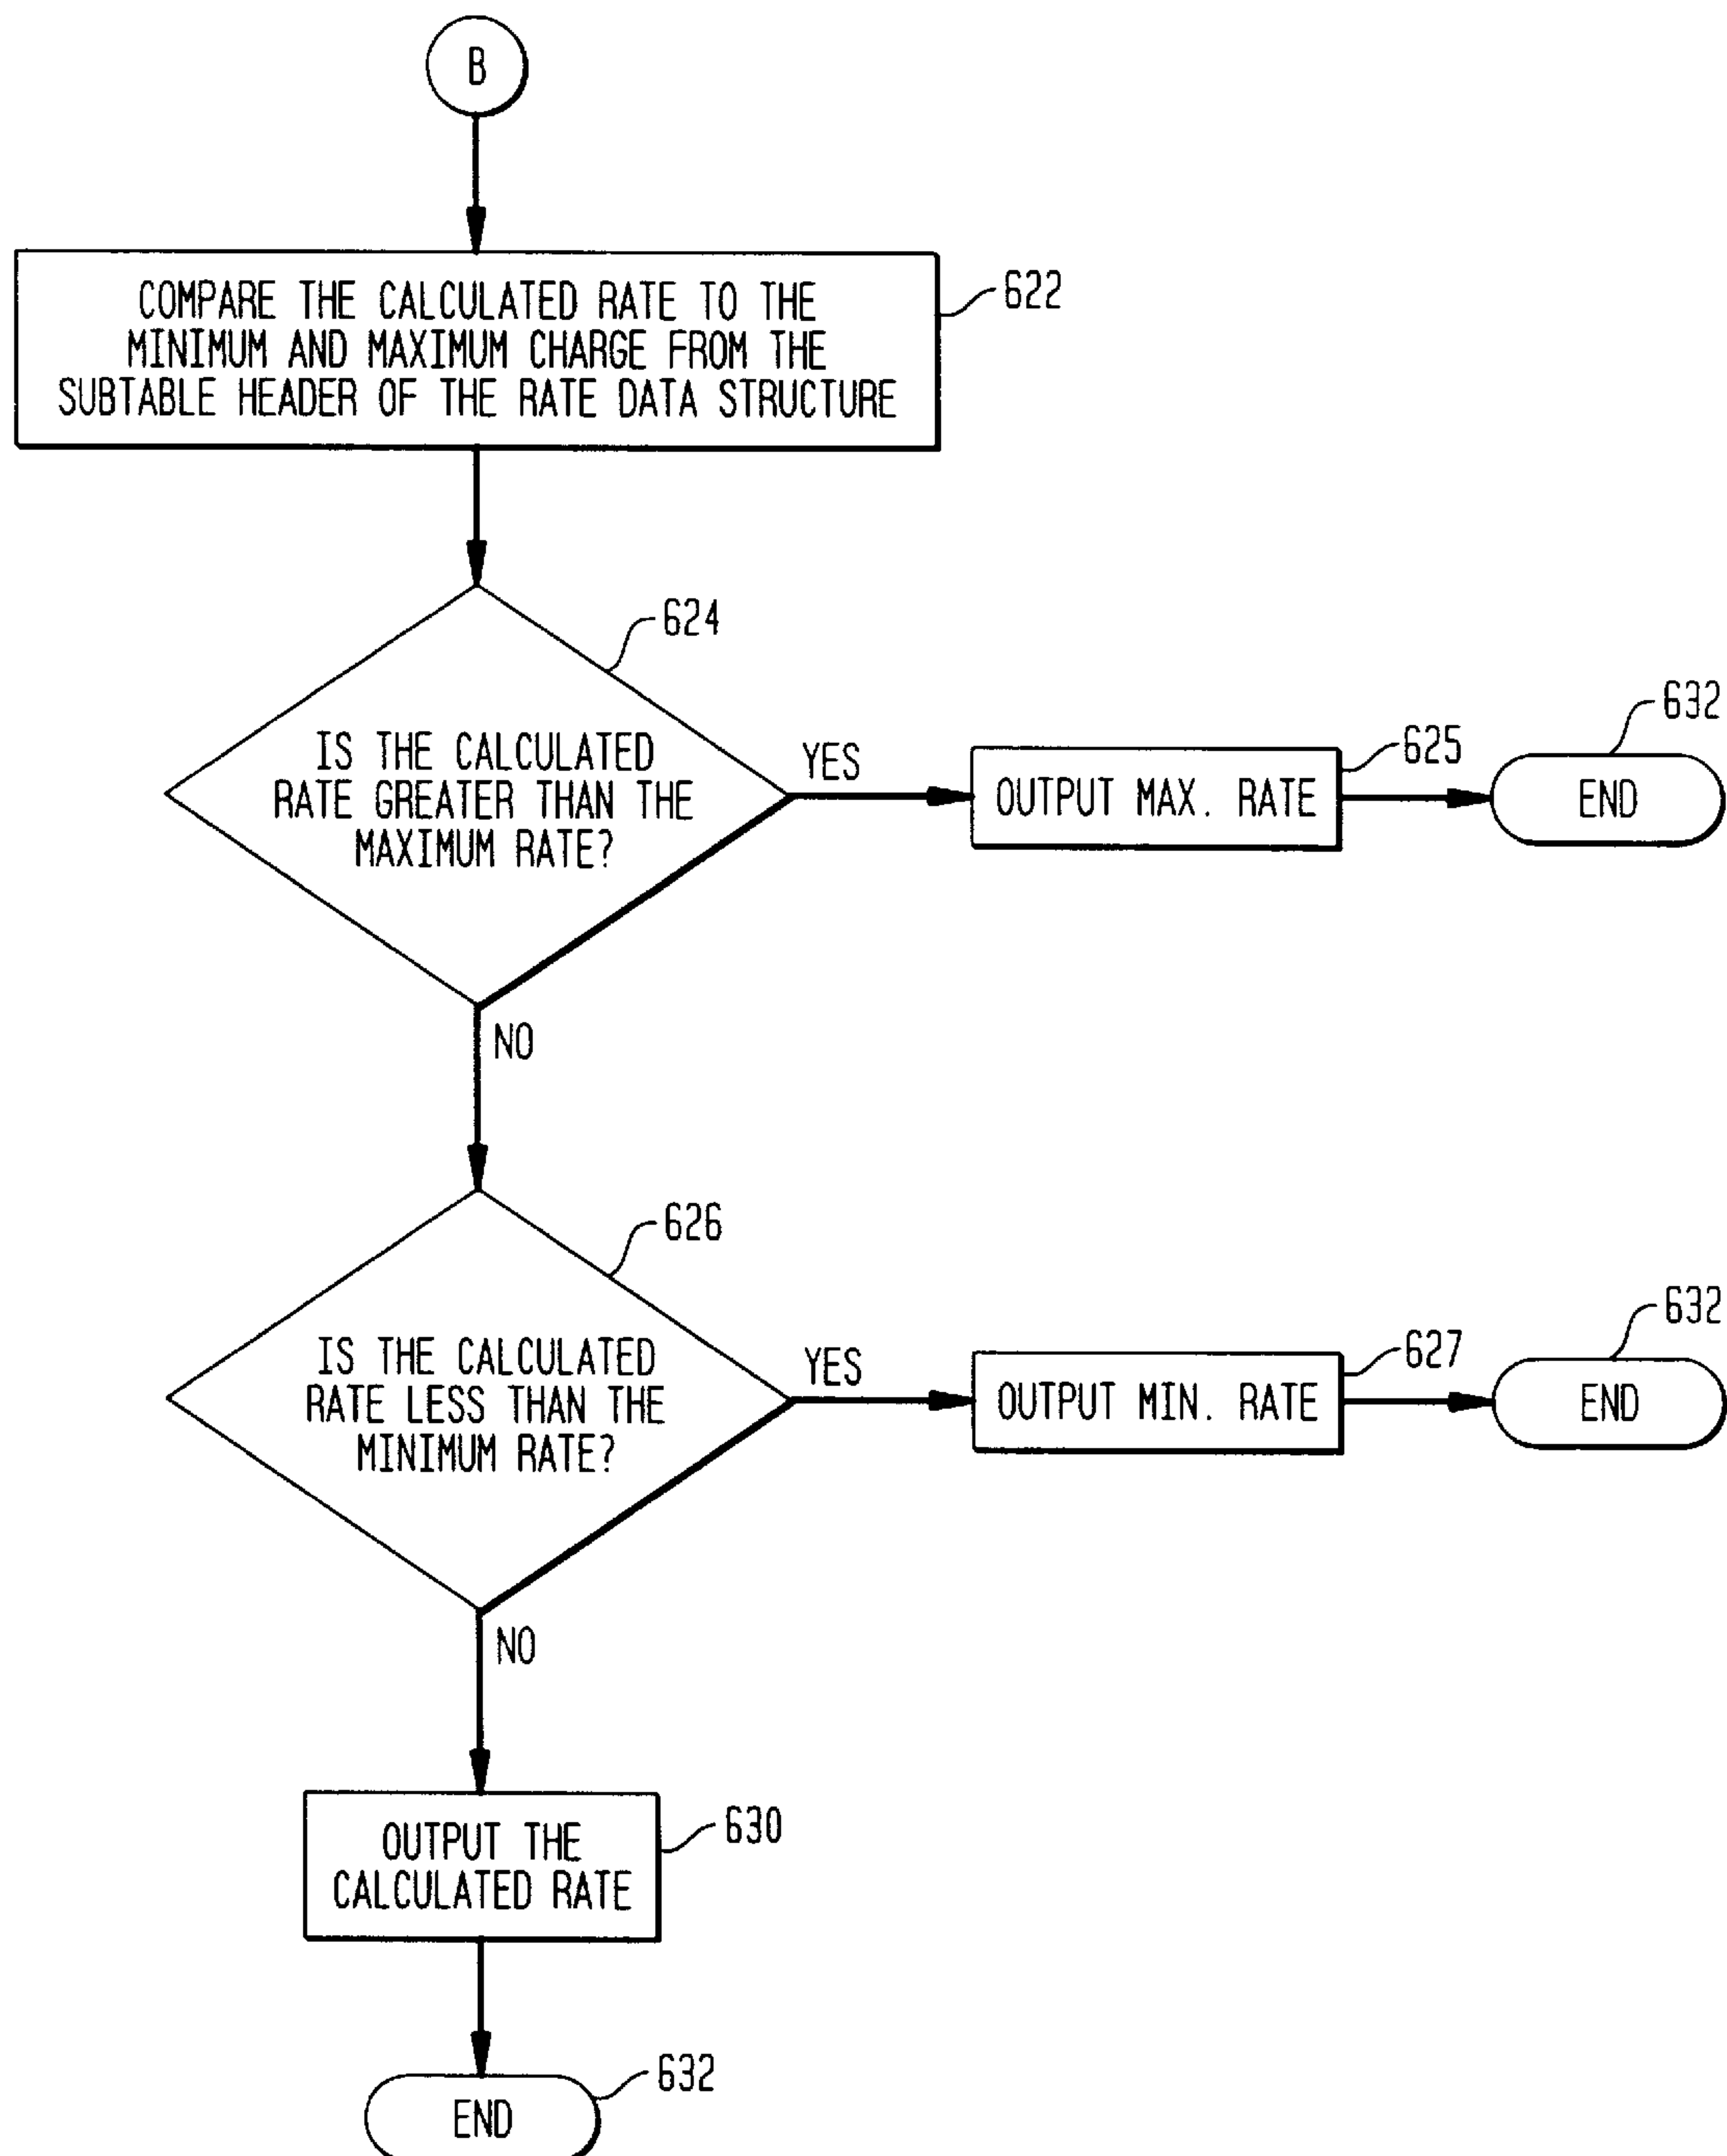 B
COMPARE THE CALCULATED RATE TO THE
MINIMUM AND MAXIMUM CHARGE FROM THE
SUBTABLE HEADER OF THE RATE DATA STRUCTURE
622
624
IS THE CALCULATED
RATE GREATER THAN THE
MAXIMUM RATE?
YES
OUTPUT MAX. RATE
625
END
632
NO
626
IS THE CALCULATED
RATE LESS THAN THE
MINIMUM RATE?
YES
OUTPUT MIN. RATE
627
END
632
NO
OUTPUT THE
CALCULATED RATE
630
END
632